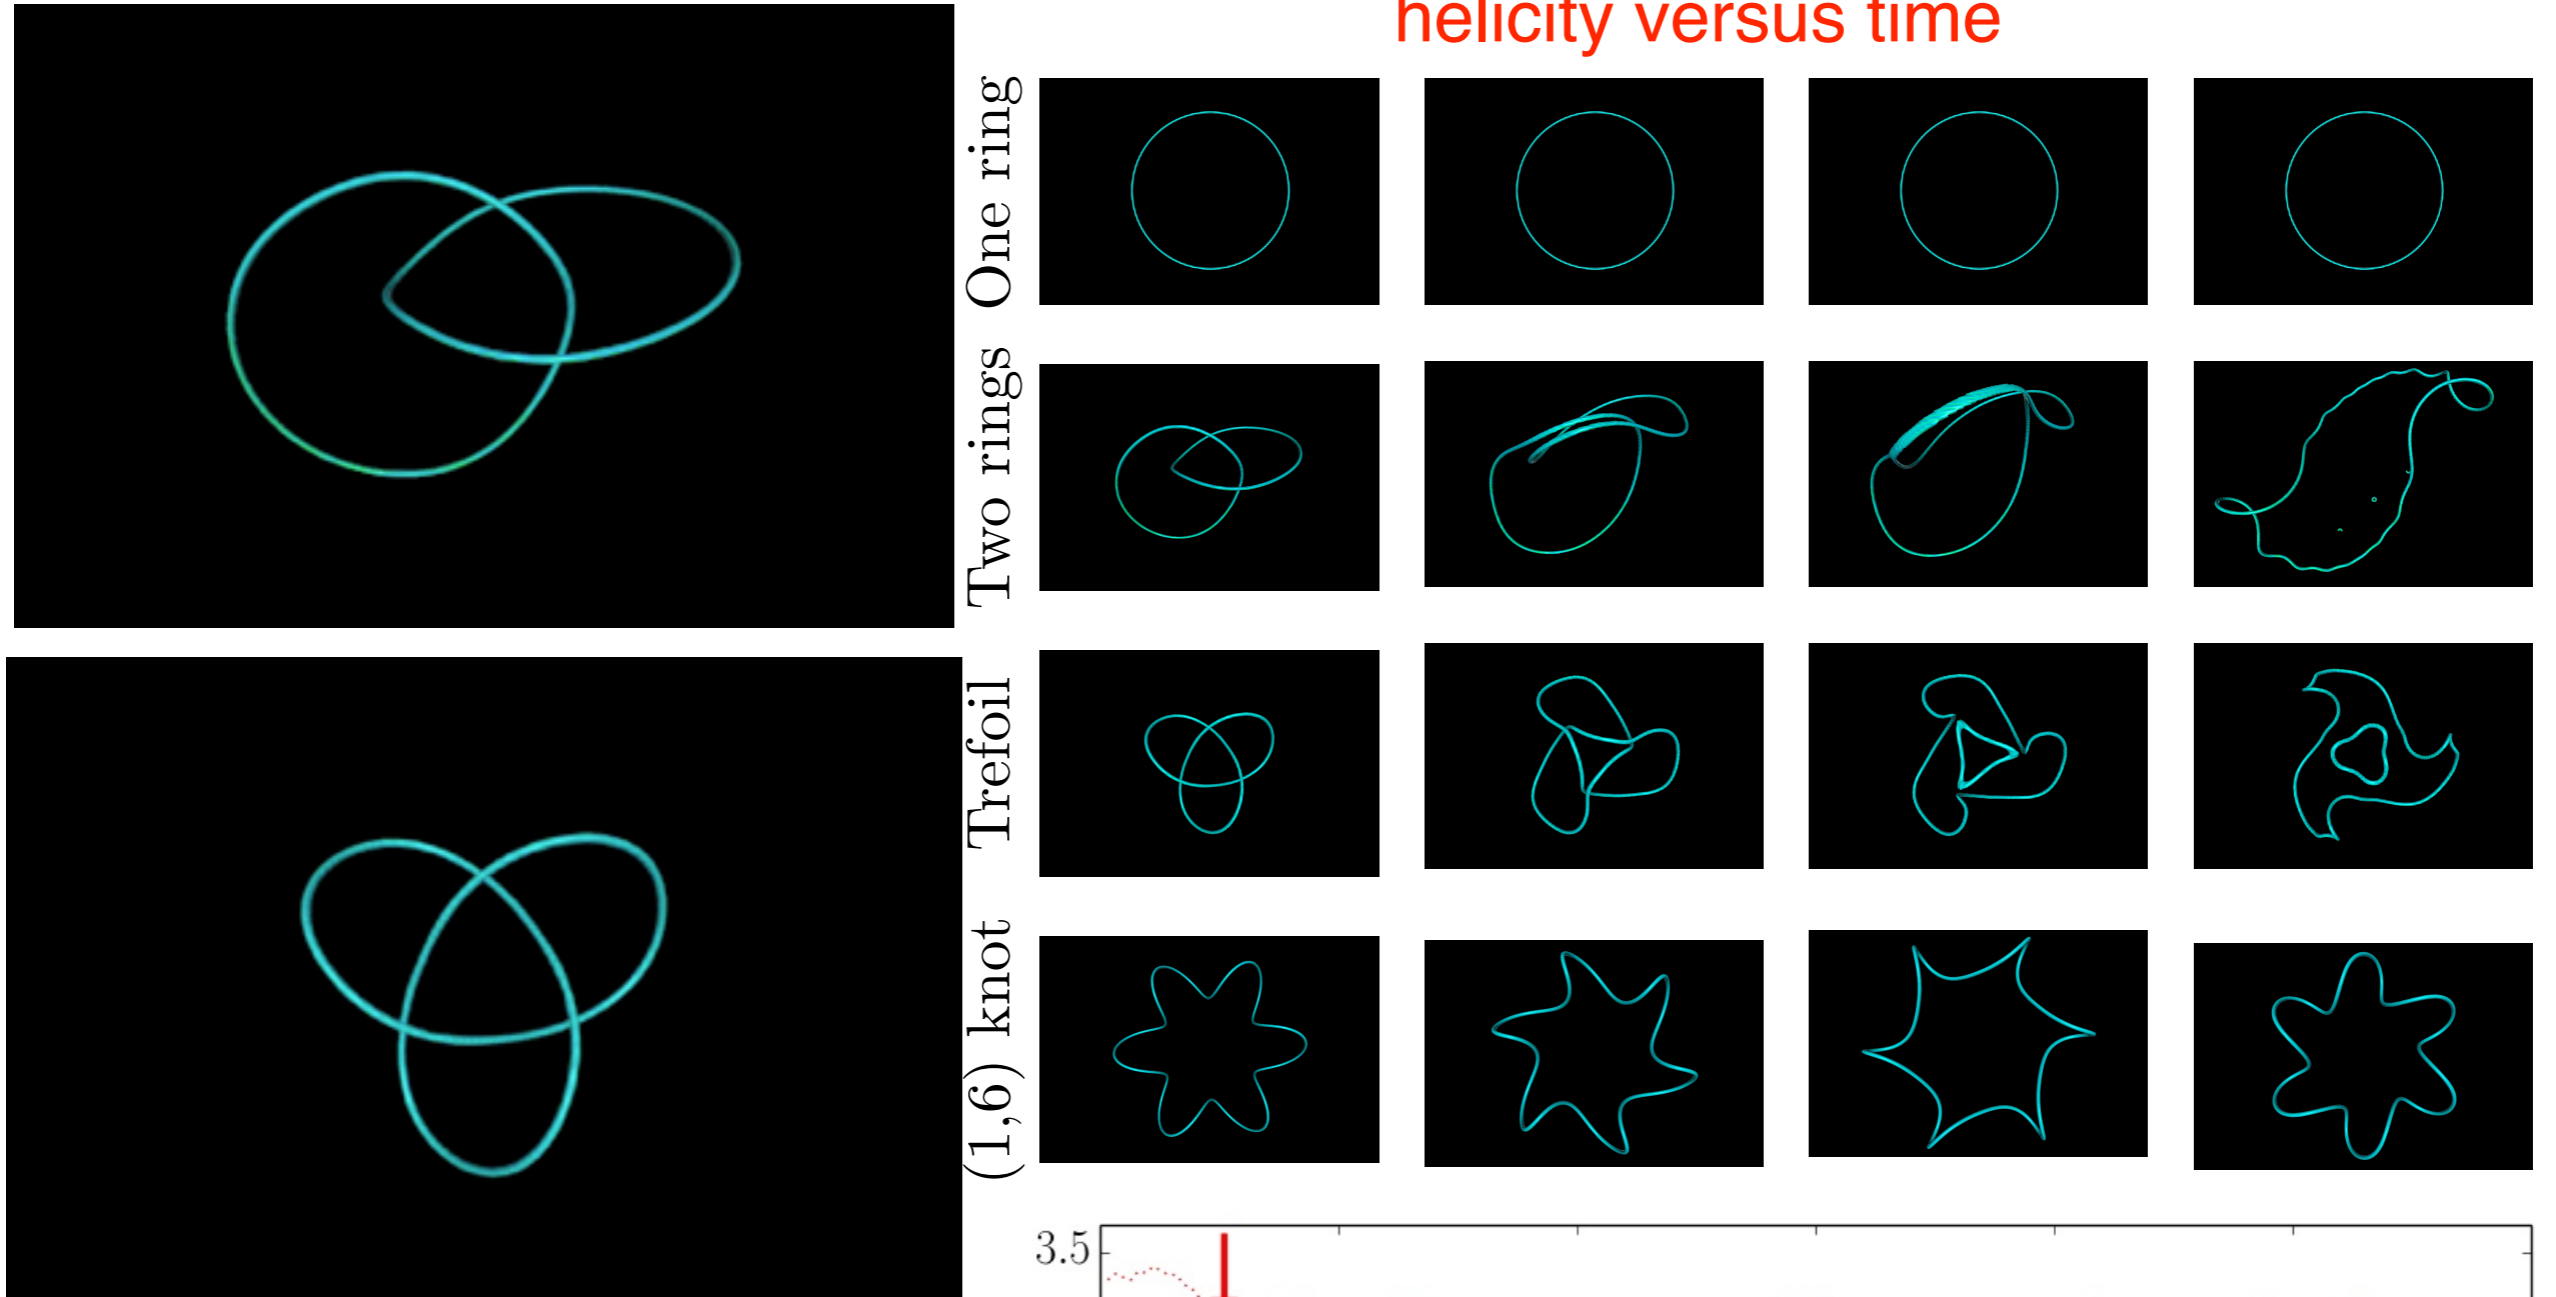 helicity versus time
One ring
Two rings
Trefoil
(1,6) knot
3.5